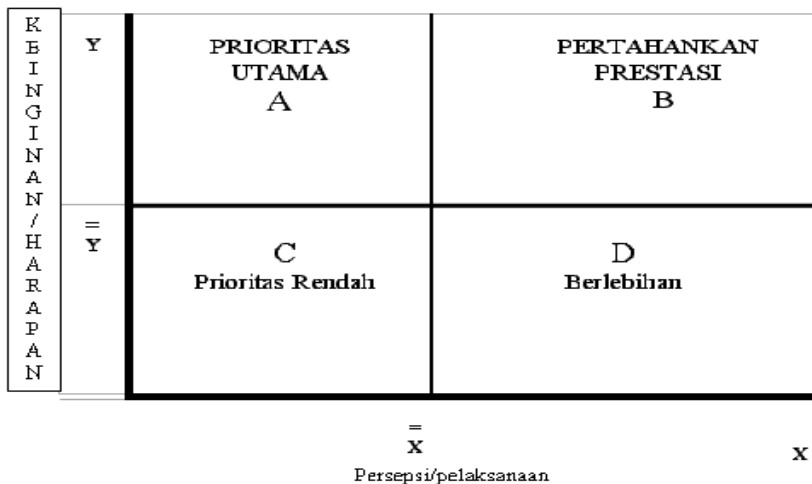 KEINGINAN/HARAPAN
Y
PRIORITAS
UTAMA
A
PERTAHANKAN
PRESTASI
B
=
Y
C
Prioritas Rendah
D
Berlebihan
=
X
X
Persepsi/pelaksanaan